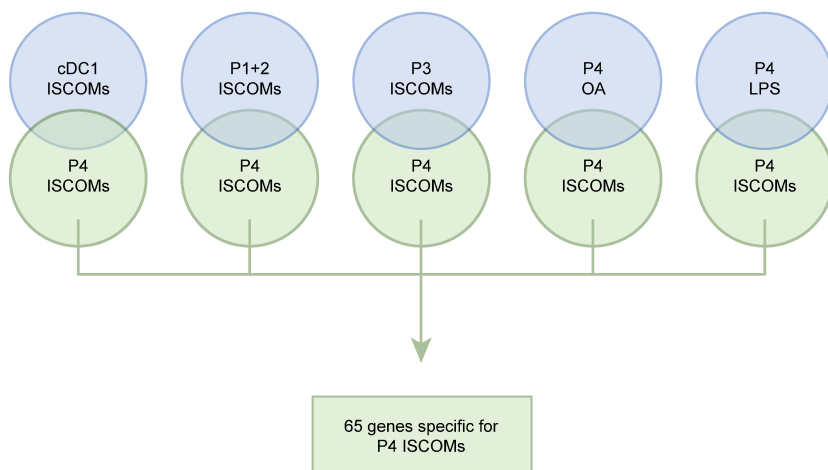 cDC1
ISCOMs
P1+2
ISCOMs
P3
ISCOMs
P4
OA
P4
LPS
P4
ISCOMs
P4
ISCOMs
P4
ISCOMs
P4
ISCOMs
P4
ISCOMs
65 genes specific for
P4 ISCOMs